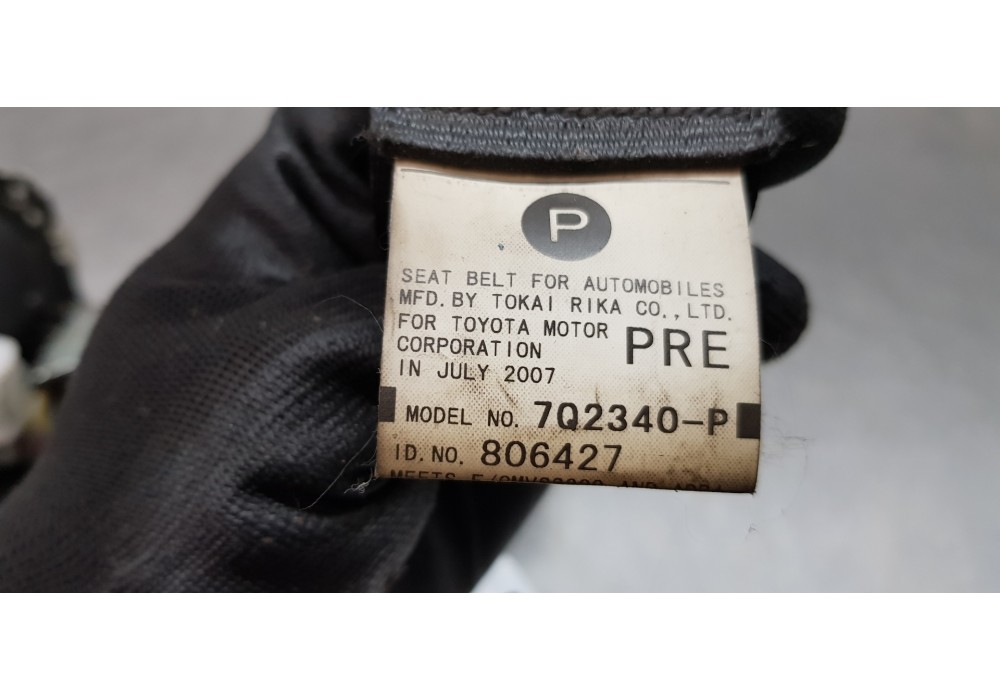 P
SEAT BELT FOR AUTOMOBILES
MFD. BY TOKAI RIKA CO., LTD.
FOR TOYOTA MOTOR
CORPORATION
PRE
IN JULY 2007
MODEL NO. 7Q2340-P
ID. NO. 806427
MEETS